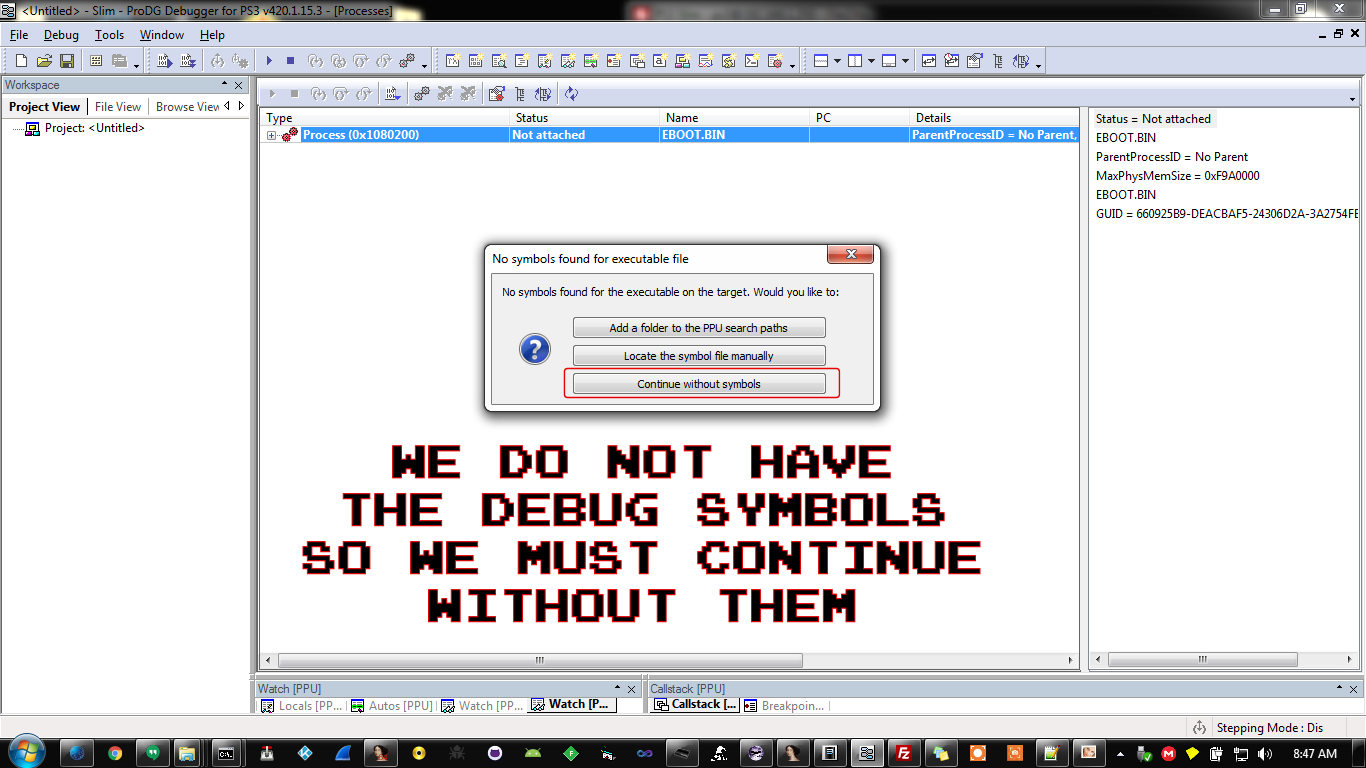 <Untitled> - Slim - ProDG Debugger for PS3 v420.1.15.3 - [Processes]
File Debug Tools Window Help
Workspace
Project View File View Browse View
Project: <Untitled>
Type Status Name PC Details
Process (0x1080200) Not attached EBOOT.BIN ParentProcessID = No Parent,
Status = Not attached
EBOOT.BIN
ParentProcessID = No Parent
MaxPhysMemSize = 0xF9A0000
EBOOT.BIN
GUID = 660925B9-DEACBAF5-24306D2A-3A2754FE
No symbols found for executable file
No symbols found for the executable on the target. Would you like to:
Add a folder to the PPU search paths
Locate the symbol file manually
Continue without symbols
WE DO NOT HAVE
THE DEBUG SYMBOLS
SO WE MUST CONTINUE
WITHOUT THEM
Watch [PPU]
Locals [PP... Autos [PPU] Watch [PP... Watch [P...
Callstack [PPU]
Callstack [... Breakpoin...
Stepping Mode : Dis
8:47 AM